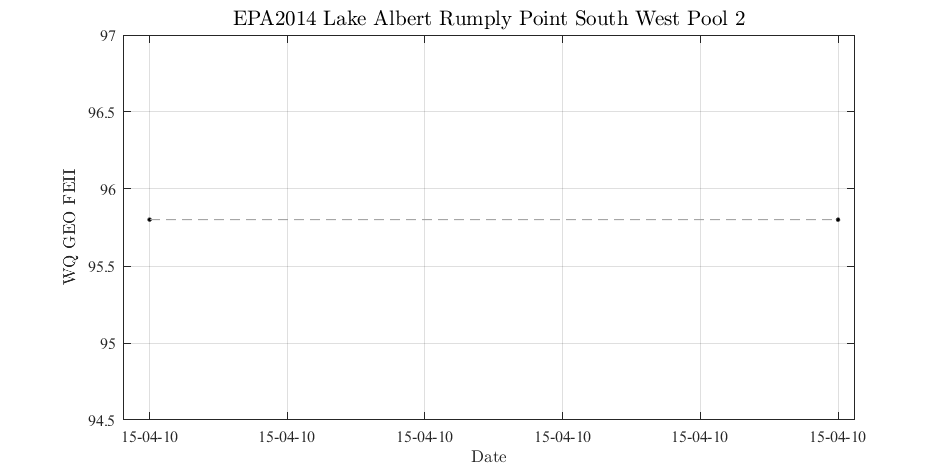 EPA2014 Lake Albert Rumply Point South West Pool 2
97
96.5
96
95.5
95
94.5
WQ GEO FEII
15-04-10 15-04-10 15-04-10 15-04-10 15-04-10 15-04-10
Date